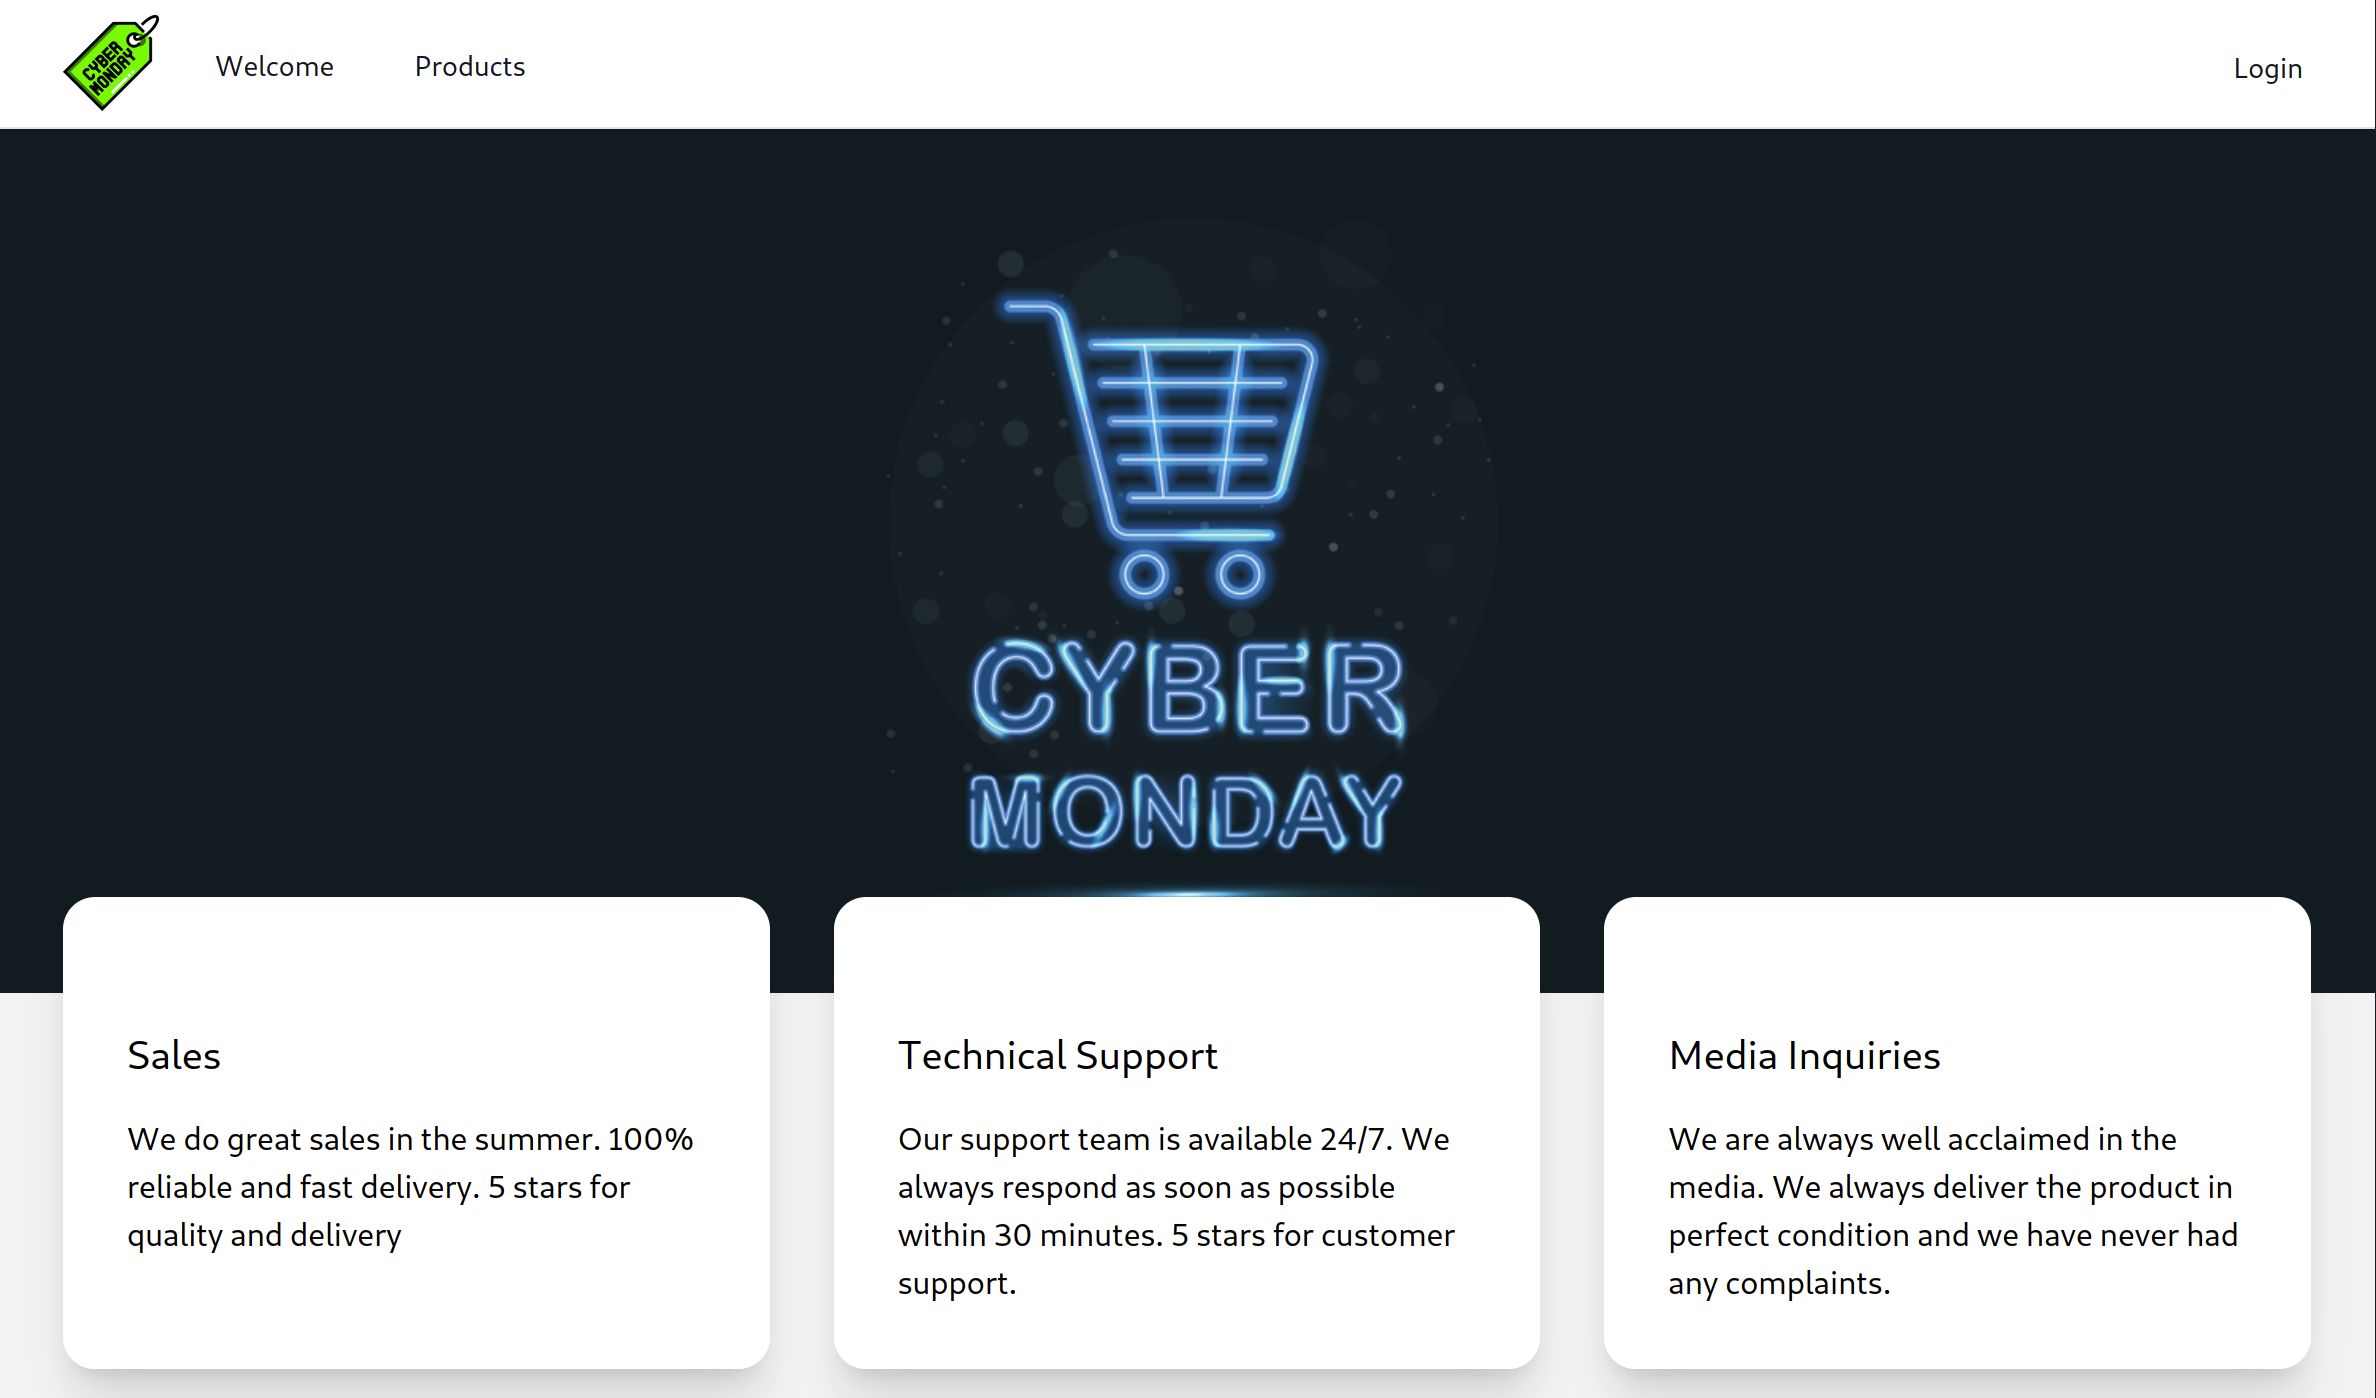 CYBER
MONDAY
Welcome
Products
Login
CYBER
MONDAY
Sales
We do great sales in the summer. 100%
reliable and fast delivery. 5 stars for
quality and delivery
Technical Support
Our support team is available 24/7. We
always respond as soon as possible
within 30 minutes. 5 stars for customer
support.
Media Inquiries
We are always well acclaimed in the
media. We always deliver the product in
perfect condition and we have never had
any complaints.